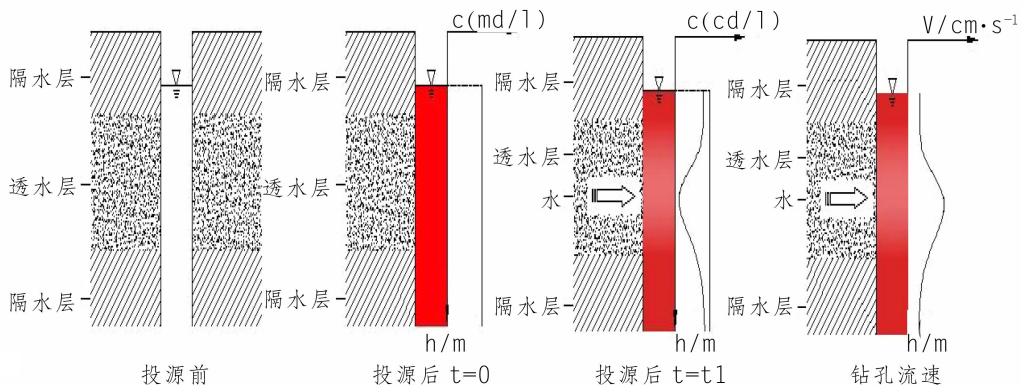 c(md/l)
c(cd/l)
V/cm·s⁻¹
隔水层
隔水层
隔水层
隔水层
透水层
透水层
透水层
透水层
水
水
隔水层
隔水层
隔水层
隔水层
h/m
h/m
h/m
投源前
投源后 t=0
投源后 t=t1
钻孔流速